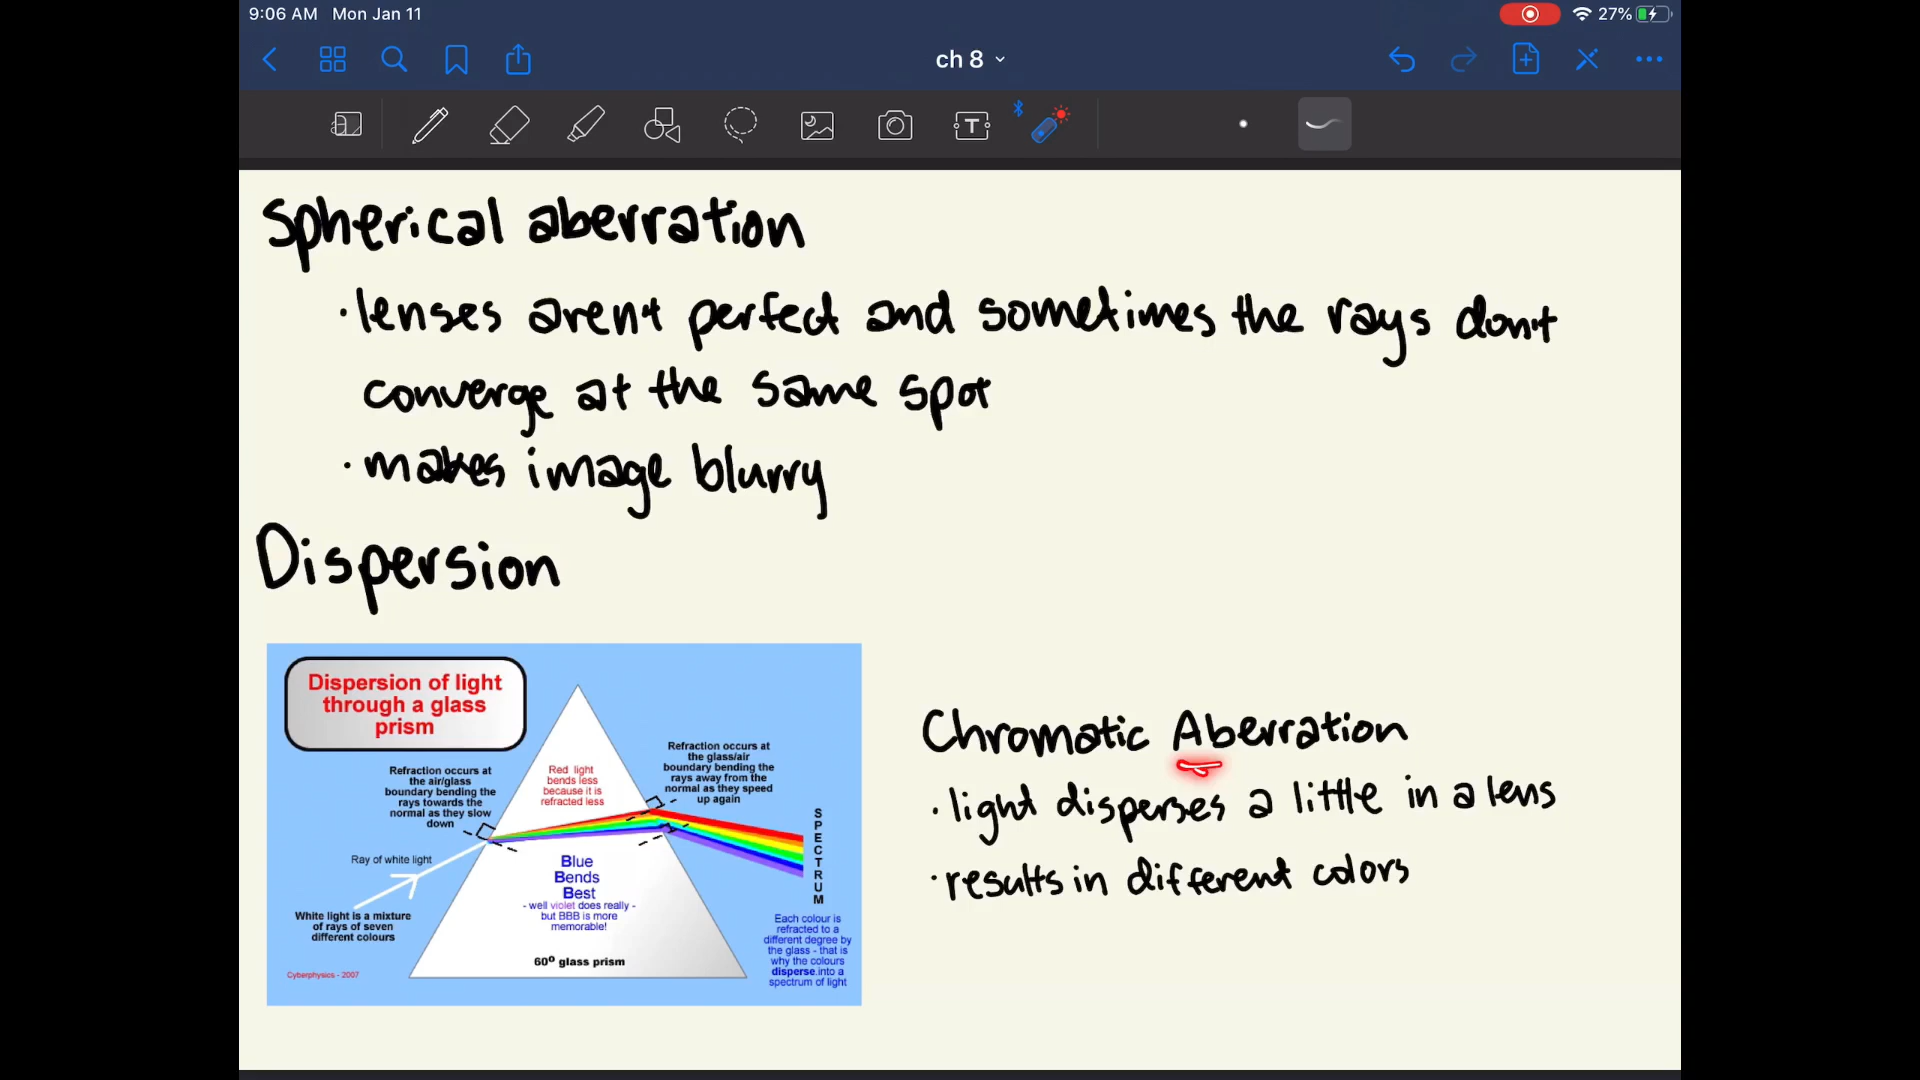 9:06 AM Mon Jan 11
27%
ch 8
T
Spherical aberration
· lenses aren't perfect and sometimes the rays don't
converge at the same spot
· makes image blurry
Dispersion
Dispersion of light
through a glass
prism
Refraction occurs at
the air/glass
boundary bending the
rays towards the
normal as they slow
down
Ray of white light
White light is a mixture
of rays of seven
different colours
Cyberphysics - 2007
Red light
bends less
because it is
refracted less
Blue
Bends
Best
- well violet does really -
but BBB is more
memorable!
60º glass prism
Refraction occurs at
the glass/air
boundary bending the
rays away from the
normal as they speed
up again
SPECTRUM
Each colour is
refracted to a
different degree by
the glass - that is
why the colours
disperse into a
spectrum of light
Chromatic Aberration
· light disperses a little in a lens
· results in different colors